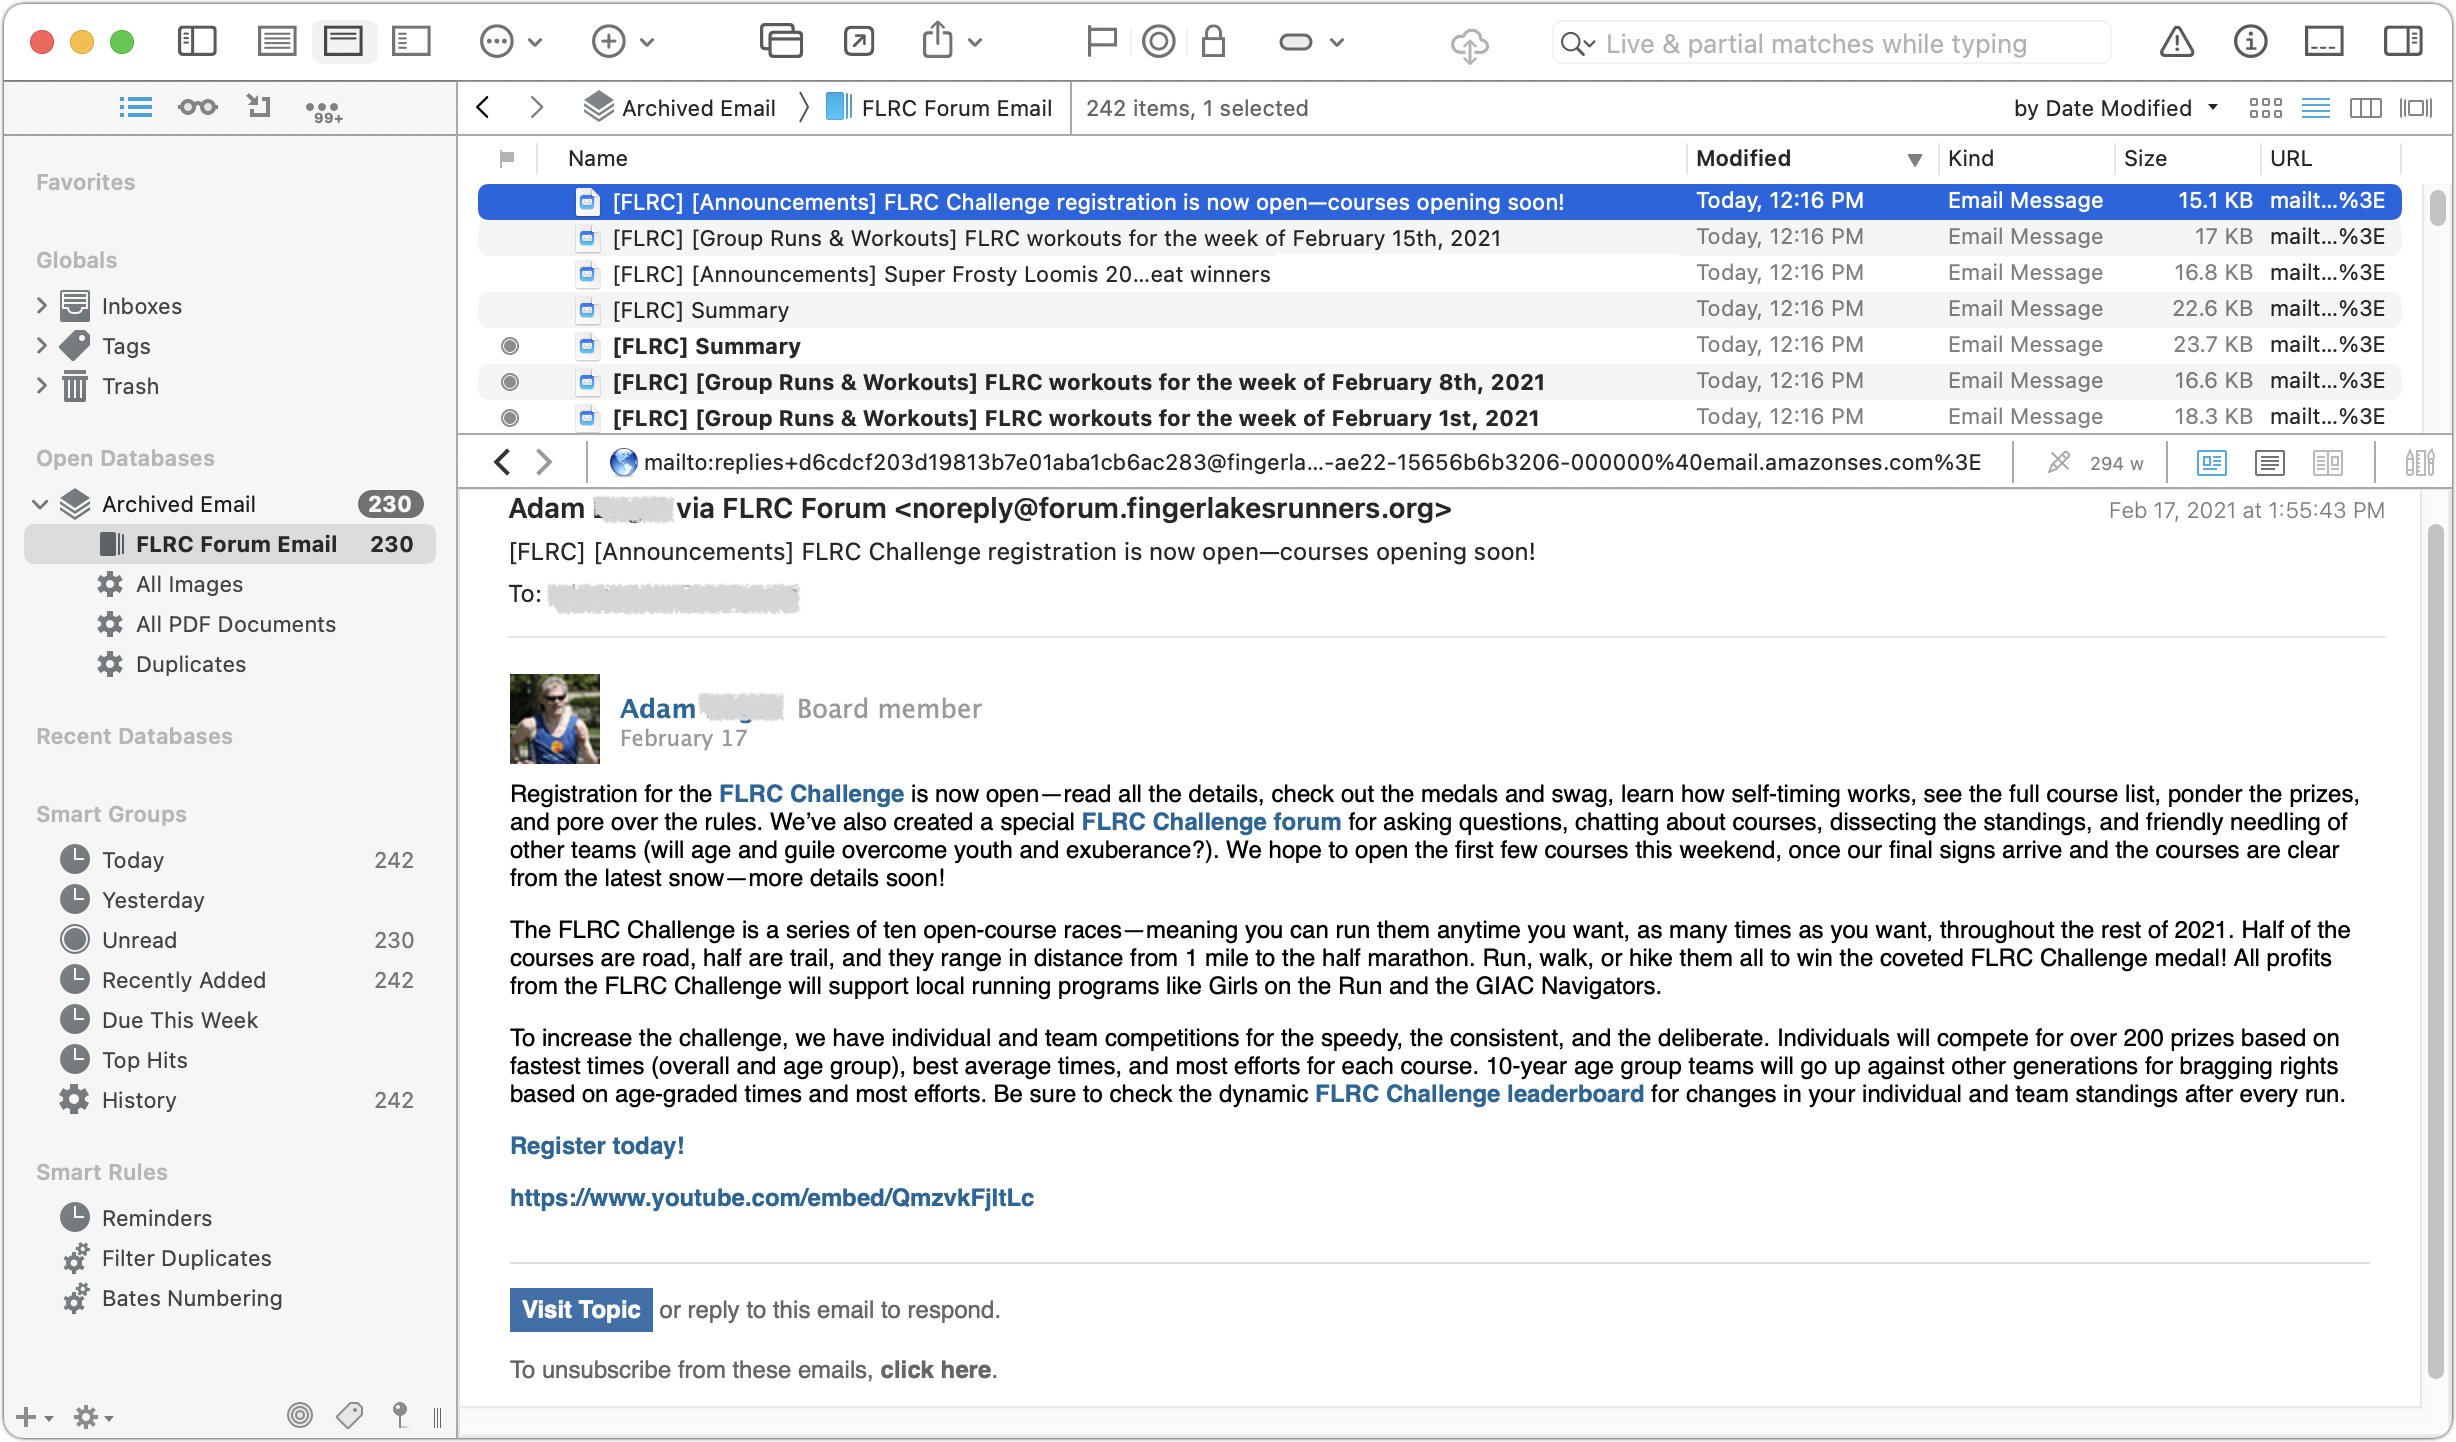 Live & partial matches while typing
99+
Archived Email
FLRC Forum Email
242 items, 1 selected
by Date Modified
Favorites
Globals
Inboxes
Tags
Trash
Open Databases
Archived Email 230
FLRC Forum Email 230
All Images
All PDF Documents
Duplicates
Recent Databases
Smart Groups
Today 242
Yesterday
Unread 230
Recently Added 242
Due This Week
Top Hits
History 242
Smart Rules
Reminders
Filter Duplicates
Bates Numbering
Name Modified Kind Size URL
[FLRC] [Announcements] FLRC Challenge registration is now open—courses opening soon! Today, 12:16 PM Email Message 15.1 KB mailt...%3E
[FLRC] [Group Runs & Workouts] FLRC workouts for the week of February 15th, 2021 Today, 12:16 PM Email Message 17 KB mailt...%3E
[FLRC] [Announcements] Super Frosty Loomis 20...eat winners Today, 12:16 PM Email Message 16.8 KB mailt...%3E
[FLRC] Summary Today, 12:16 PM Email Message 22.6 KB mailt...%3E
[FLRC] Summary Today, 12:16 PM Email Message 23.7 KB mailt...%3E
[FLRC] [Group Runs & Workouts] FLRC workouts for the week of February 8th, 2021 Today, 12:16 PM Email Message 16.6 KB mailt...%3E
[FLRC] [Group Runs & Workouts] FLRC workouts for the week of February 1st, 2021 Today, 12:16 PM Email Message 18.3 KB mailt...%3E
mailto:replies+d6cdcf203d19813b7e01aba1cb6ac283@fingerla...-ae22-15656b6b3206-000000%40email.amazonses.com%3E 294 w
Adam via FLRC Forum <noreply@forum.fingerlakesrunners.org> Feb 17, 2021 at 1:55:43 PM
[FLRC] [Announcements] FLRC Challenge registration is now open—courses opening soon!
To:
Adam Board member
February 17
Registration for the FLRC Challenge is now open—read all the details, check out the medals and swag, learn how self-timing works, see the full course list, ponder the prizes,
and pore over the rules. We've also created a special FLRC Challenge forum for asking questions, chatting about courses, dissecting the standings, and friendly needling of
other teams (will age and guile overcome youth and exuberance?). We hope to open the first few courses this weekend, once our final signs arrive and the courses are clear
from the latest snow—more details soon!
The FLRC Challenge is a series of ten open-course races—meaning you can run them anytime you want, as many times as you want, throughout the rest of 2021. Half of the
courses are road, half are trail, and they range in distance from 1 mile to the half marathon. Run, walk, or hike them all to win the coveted FLRC Challenge medal! All profits
from the FLRC Challenge will support local running programs like Girls on the Run and the GIAC Navigators.
To increase the challenge, we have individual and team competitions for the speedy, the consistent, and the deliberate. Individuals will compete for over 200 prizes based on
fastest times (overall and age group), best average times, and most efforts for each course. 10-year age group teams will go up against other generations for bragging rights
based on age-graded times and most efforts. Be sure to check the dynamic FLRC Challenge leaderboard for changes in your individual and team standings after every run.
Register today!
https://www.youtube.com/embed/QmzvkFjItLc
Visit Topic or reply to this email to respond.
To unsubscribe from these emails, click here.